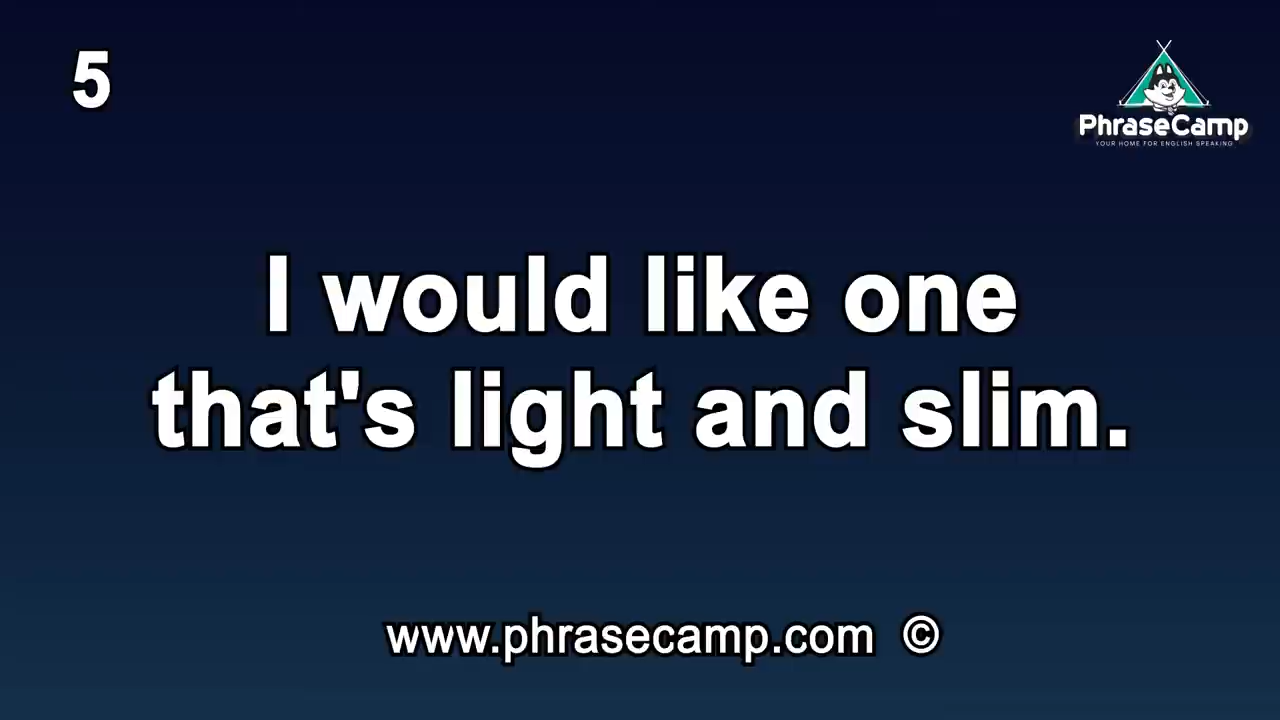 5
PhraseCamp
YOUR HOME FOR ENGLISH SPEAKING
I would like one
that's light and slim.
www.phrasecamp.com ©